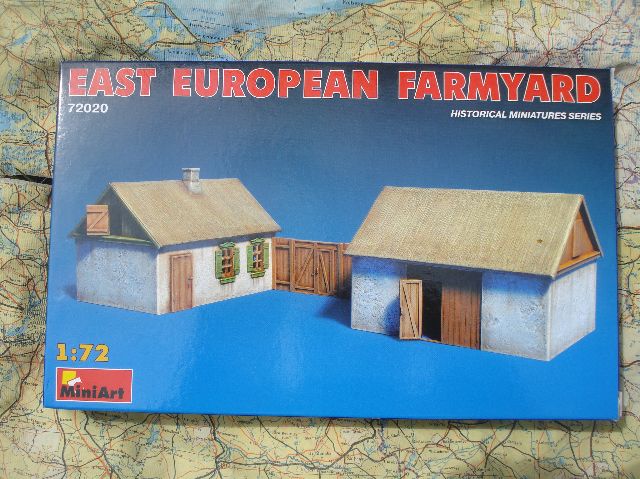 EAST EUROPEAN FARMYARD
72020
HISTORICAL MINIATURES SERIES
1:72
MiniArt